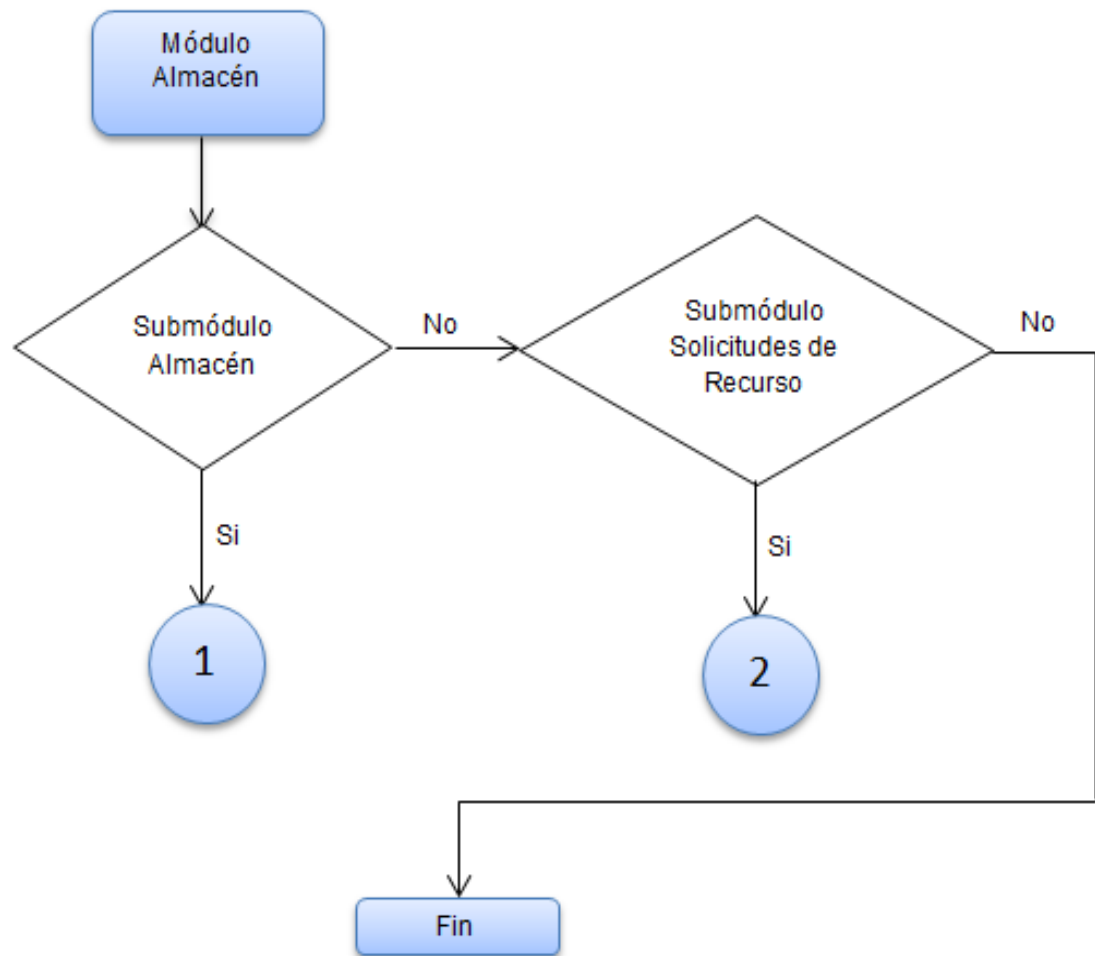 Módulo
Almacén
Submódulo
Almacén
No
Submódulo
Solicitudes de
Recurso
No
Si
Si
1
2
Fin